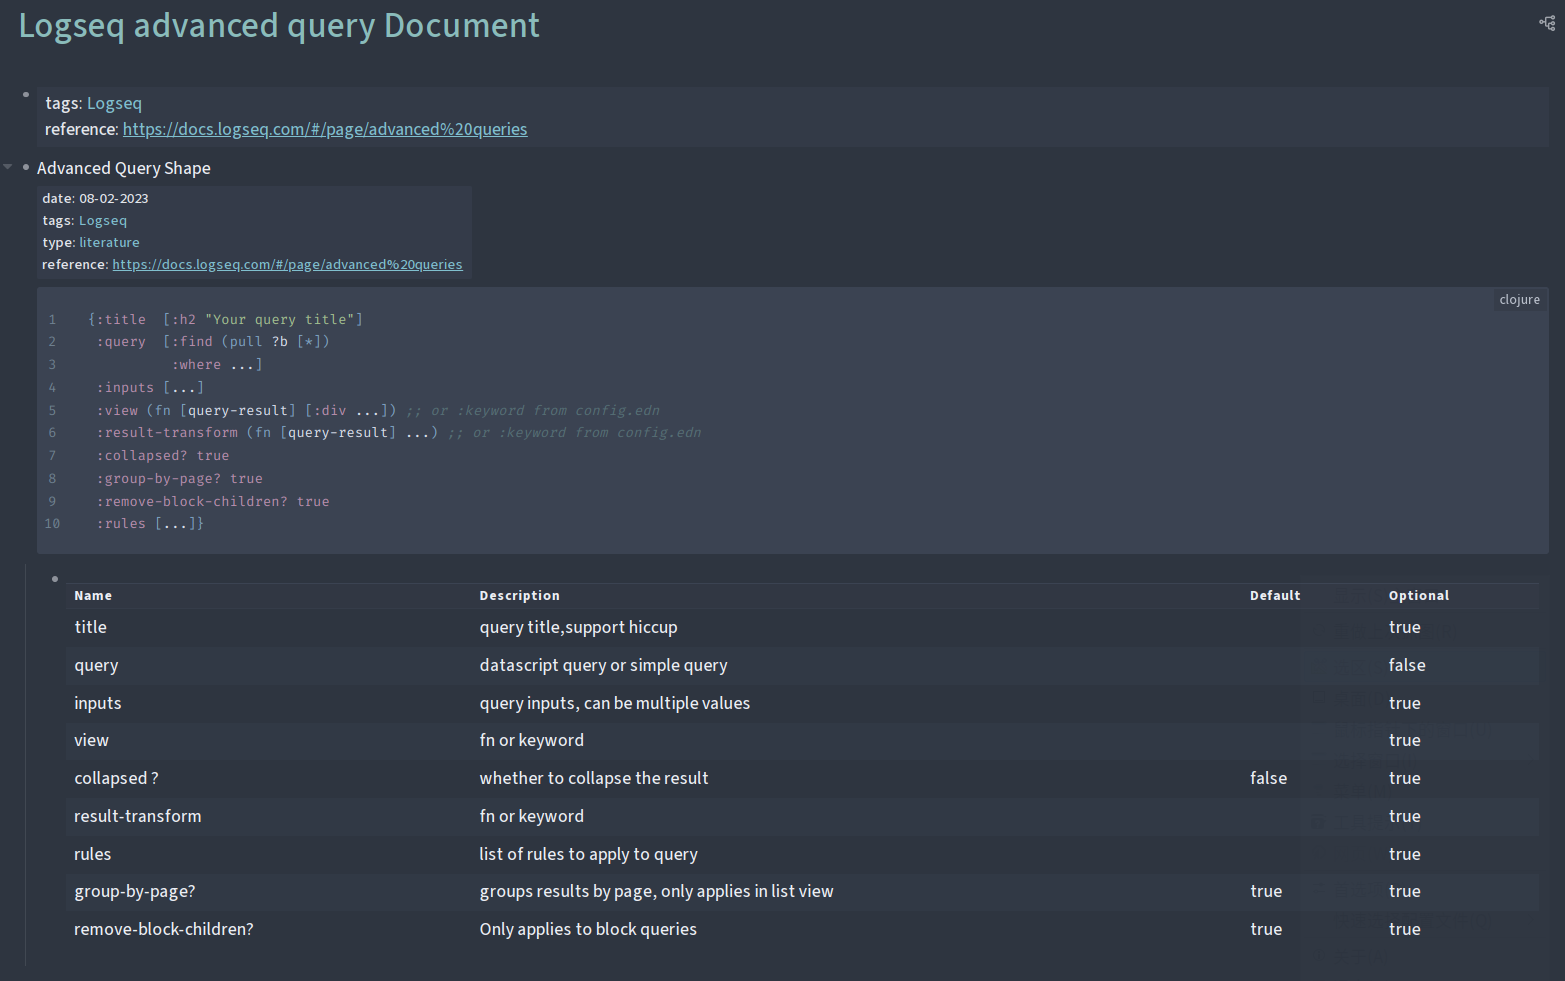 Logseq advanced query Document
tags: Logseq
reference: https://docs.logseq.com/#/page/advanced%20queries
Advanced Query Shape
date: 08-02-2023
tags: Logseq
type: literature
reference: https://docs.logseq.com/#/page/advanced%20queries
clojure
1 {:title  [:h2 "Your query title"]
2  :query  [:find (pull ?b [*])
3           :where ...]
4  :inputs [...]
5  :view (fn [query-result] [:div ...]) ;; or :keyword from config.edn
6  :result-transform (fn [query-result] ...) ;; or :keyword from config.edn
7  :collapsed? true
8  :group-by-page? true
9  :remove-block-children? true
10  :rules [...]}
Name Description Default Optional
title query title,support hiccup true
query datascript query or simple query false
inputs query inputs, can be multiple values true
view fn or keyword true
collapsed ? whether to collapse the result false true
result-transform fn or keyword true
rules list of rules to apply to query true
group-by-page? groups results by page, only applies in list view true true
remove-block-children? Only applies to block queries true true